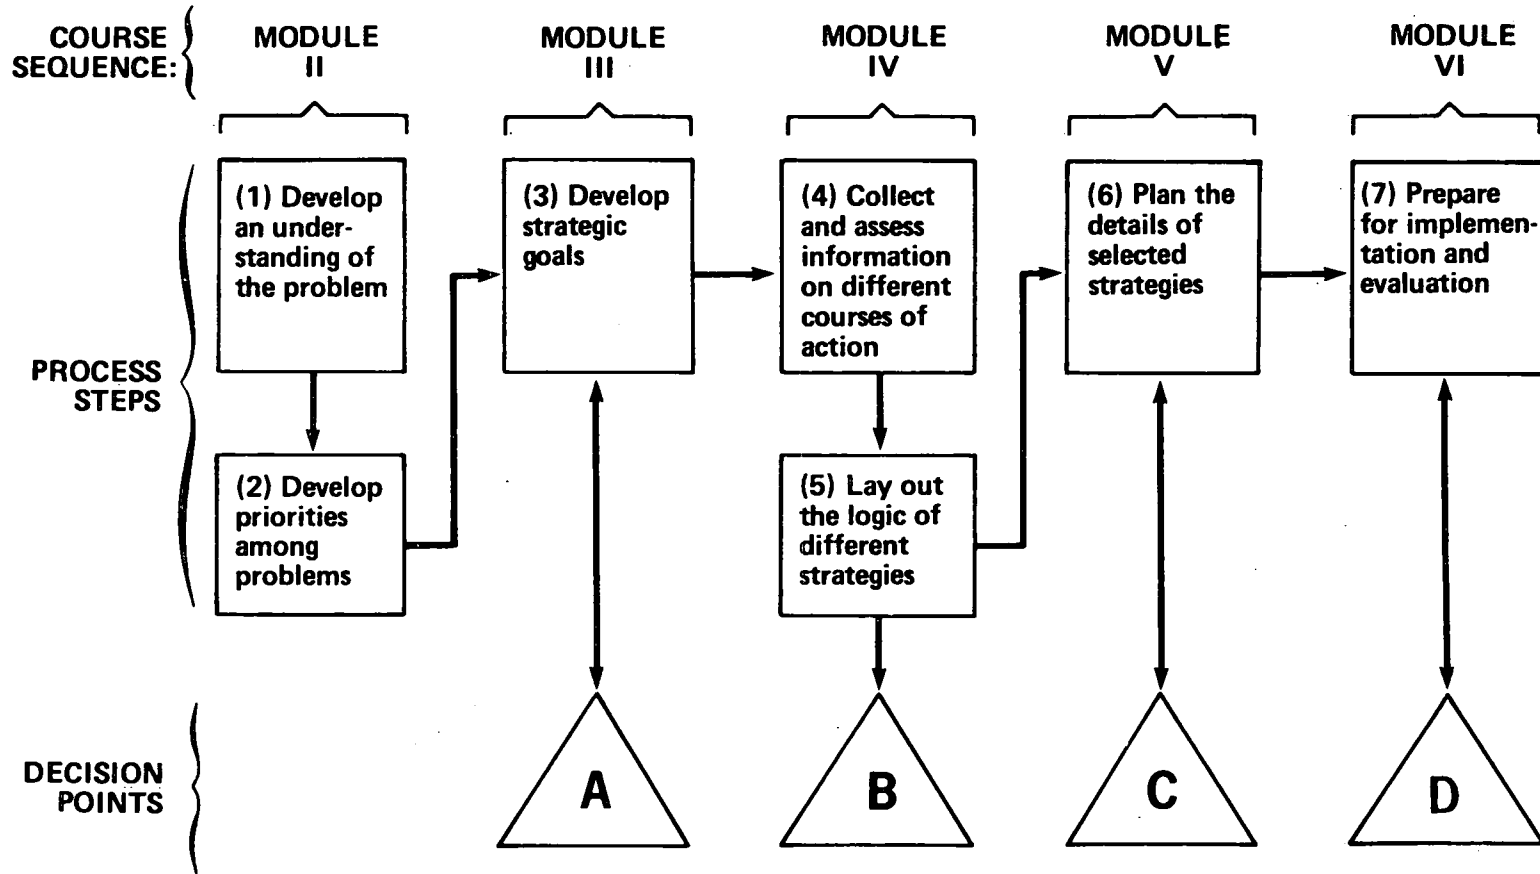 COURSE
SEQUENCE:
MODULE
II
MODULE
III
MODULE
IV
MODULE
V
MODULE
VI
PROCESS
STEPS
(1) Develop
an under-
standing of
the problem
(2) Develop
priorities
among
problems
(3) Develop
strategic
goals
(4) Collect
and assess
information
on different
courses of
action
(5) Lay out
the logic of
different
strategies
(6) Plan the
details of
selected
strategies
(7) Prepare
for implemen-
tation and
evaluation
DECISION
POINTS
A
B
C
D